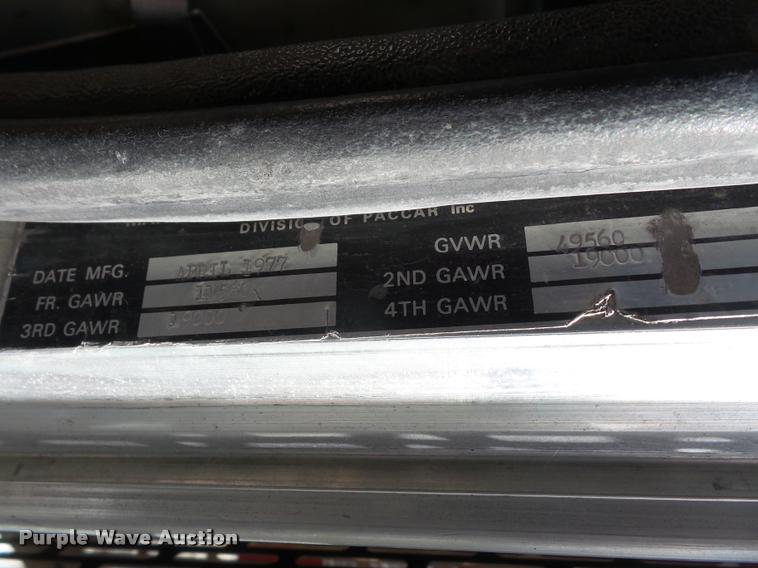 DIVISION OF PACCAR Inc
DATE MFG. APRIL 1977 GVWR 49560
FR. GAWR 2ND GAWR 19000
3RD GAWR 19000 4TH GAWR
Purple Wave Auction